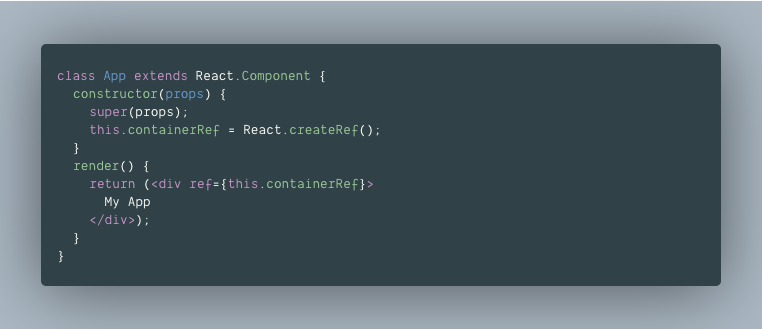 class App extends React.Component {
  constructor(props) {
    super(props);
    this.containerRef = React.createRef();
  }
  render() {
    return (<div ref={this.containerRef}>
      My App
    </div>);
  }
}